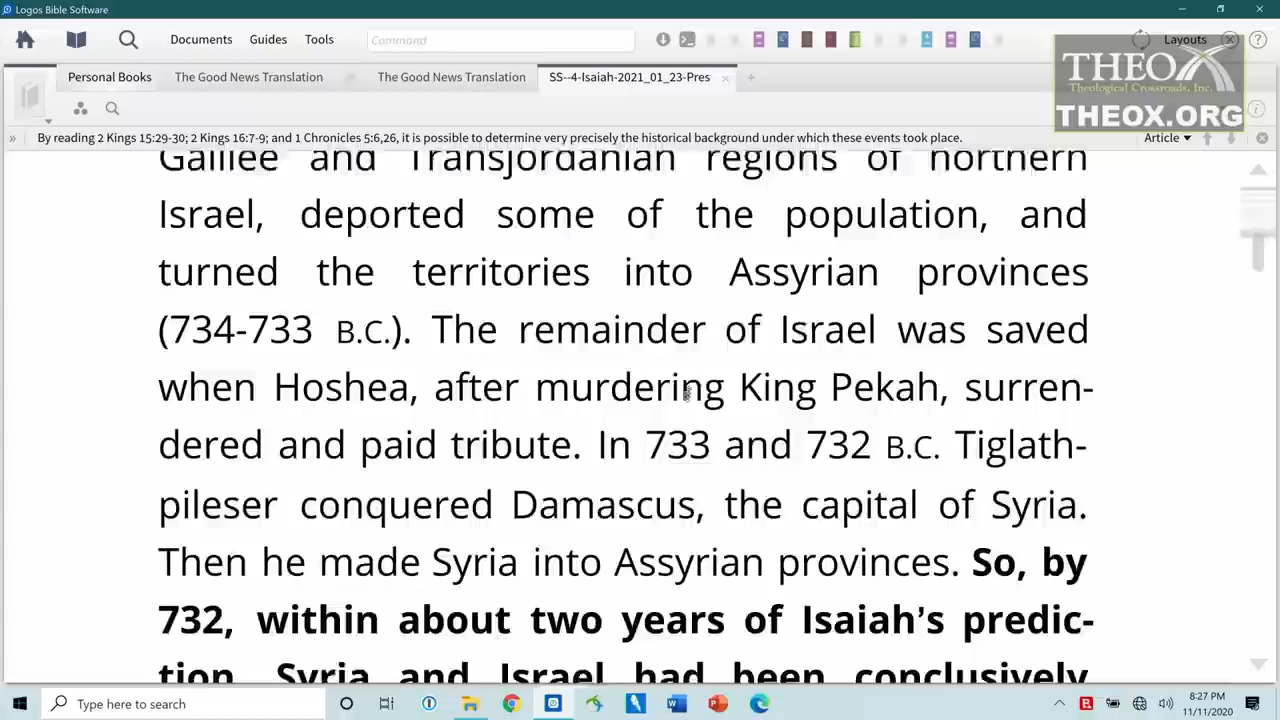 Logos Bible Software
Documents Guides Tools Command Layouts
THEOX
Theological Crossroads, Inc.
THEOX.ORG
Personal Books The Good News Translation The Good News Translation SS--4-Isaiah-2021_01_23-Pres
» By reading 2 Kings 15:29-30; 2 Kings 16:7-9; and 1 Chronicles 5:6,26, it is possible to determine very precisely the historical background under which these events took place. Article
Galilee and Transjordanian regions of northern
Israel, deported some of the population, and
turned the territories into Assyrian provinces
(734-733 B.C.). The remainder of Israel was saved
when Hoshea, after murdering King Pekah, surren-
dered and paid tribute. In 733 and 732 B.C. Tiglath-
pileser conquered Damascus, the capital of Syria.
Then he made Syria into Assyrian provinces. So, by
732, within about two years of Isaiah's predic-
tion, Syria and Israel had been conclusively
Type here to search
8:27 PM
11/11/2020